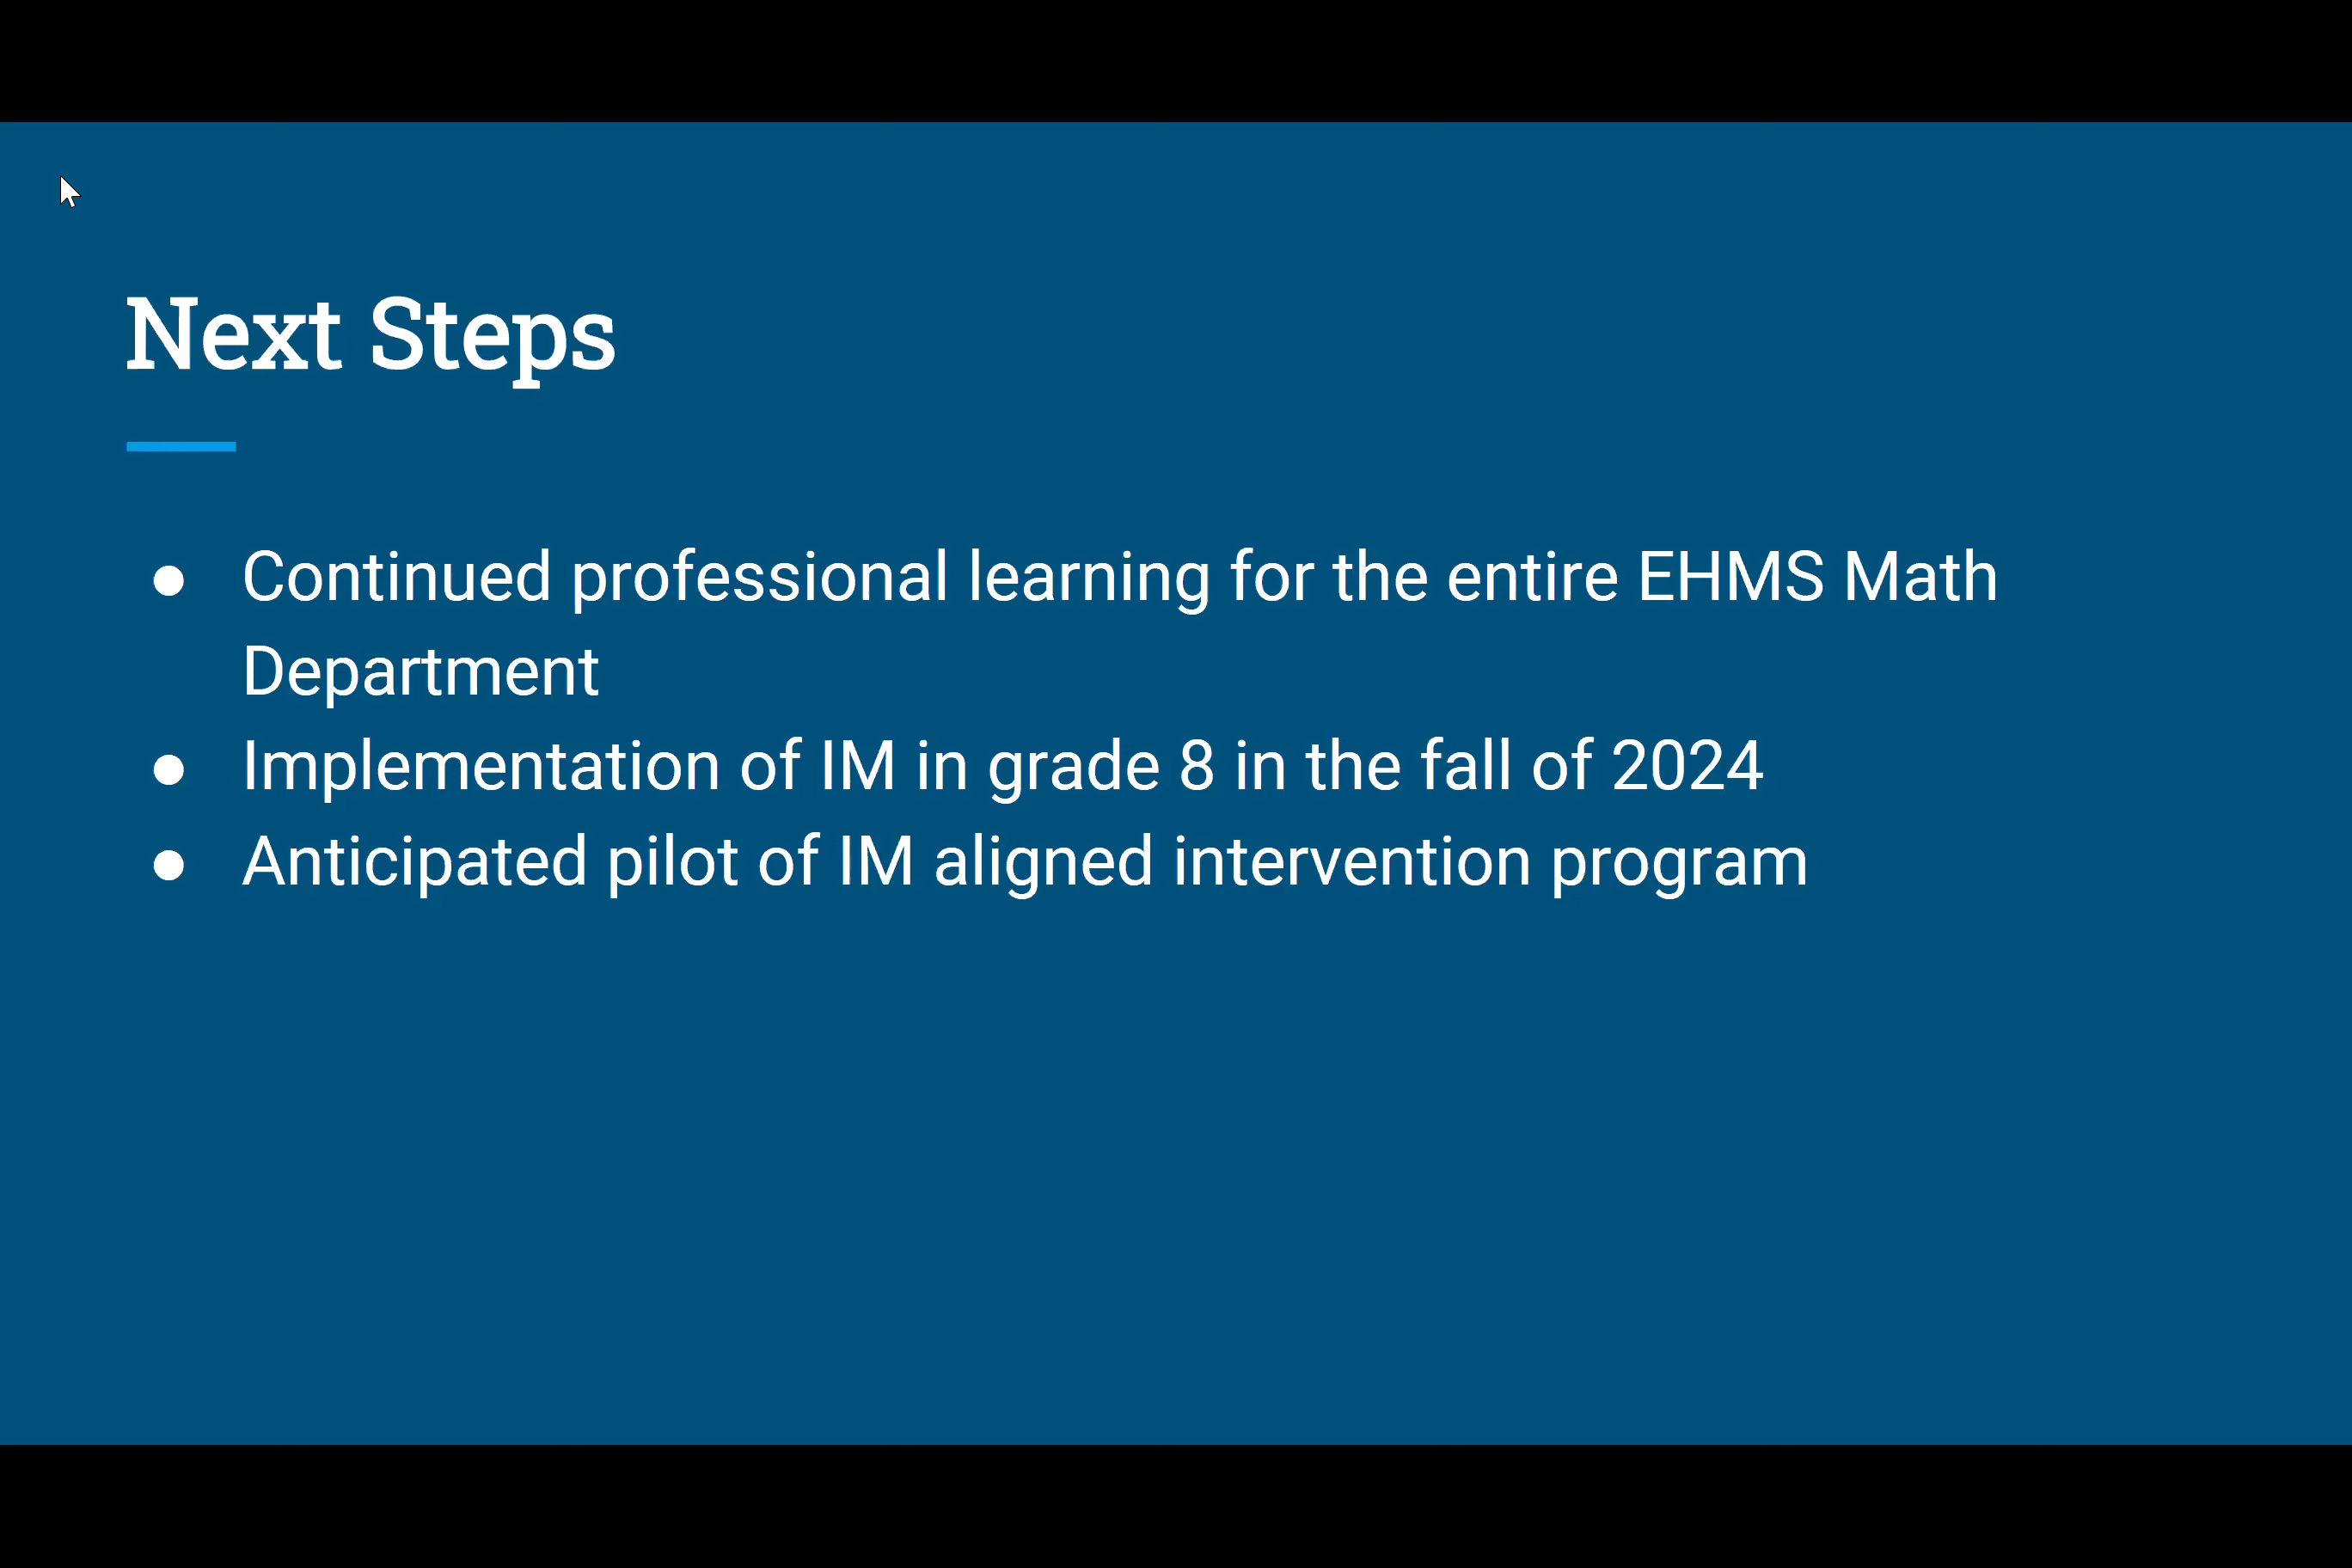 Next Steps
● Continued professional learning for the entire EHMS Math
Department
● Implementation of IM in grade 8 in the fall of 2024
● Anticipated pilot of IM aligned intervention program